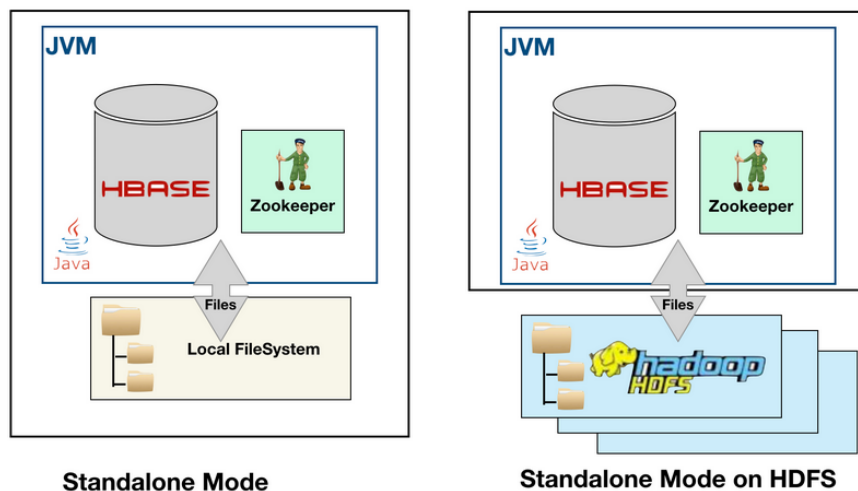 JVM
HBASE
Zookeeper
Java
Files
Local FileSystem
Standalone Mode
JVM
HBASE
Zookeeper
Java
Files
hadoop
HDFS
Standalone Mode on HDFS